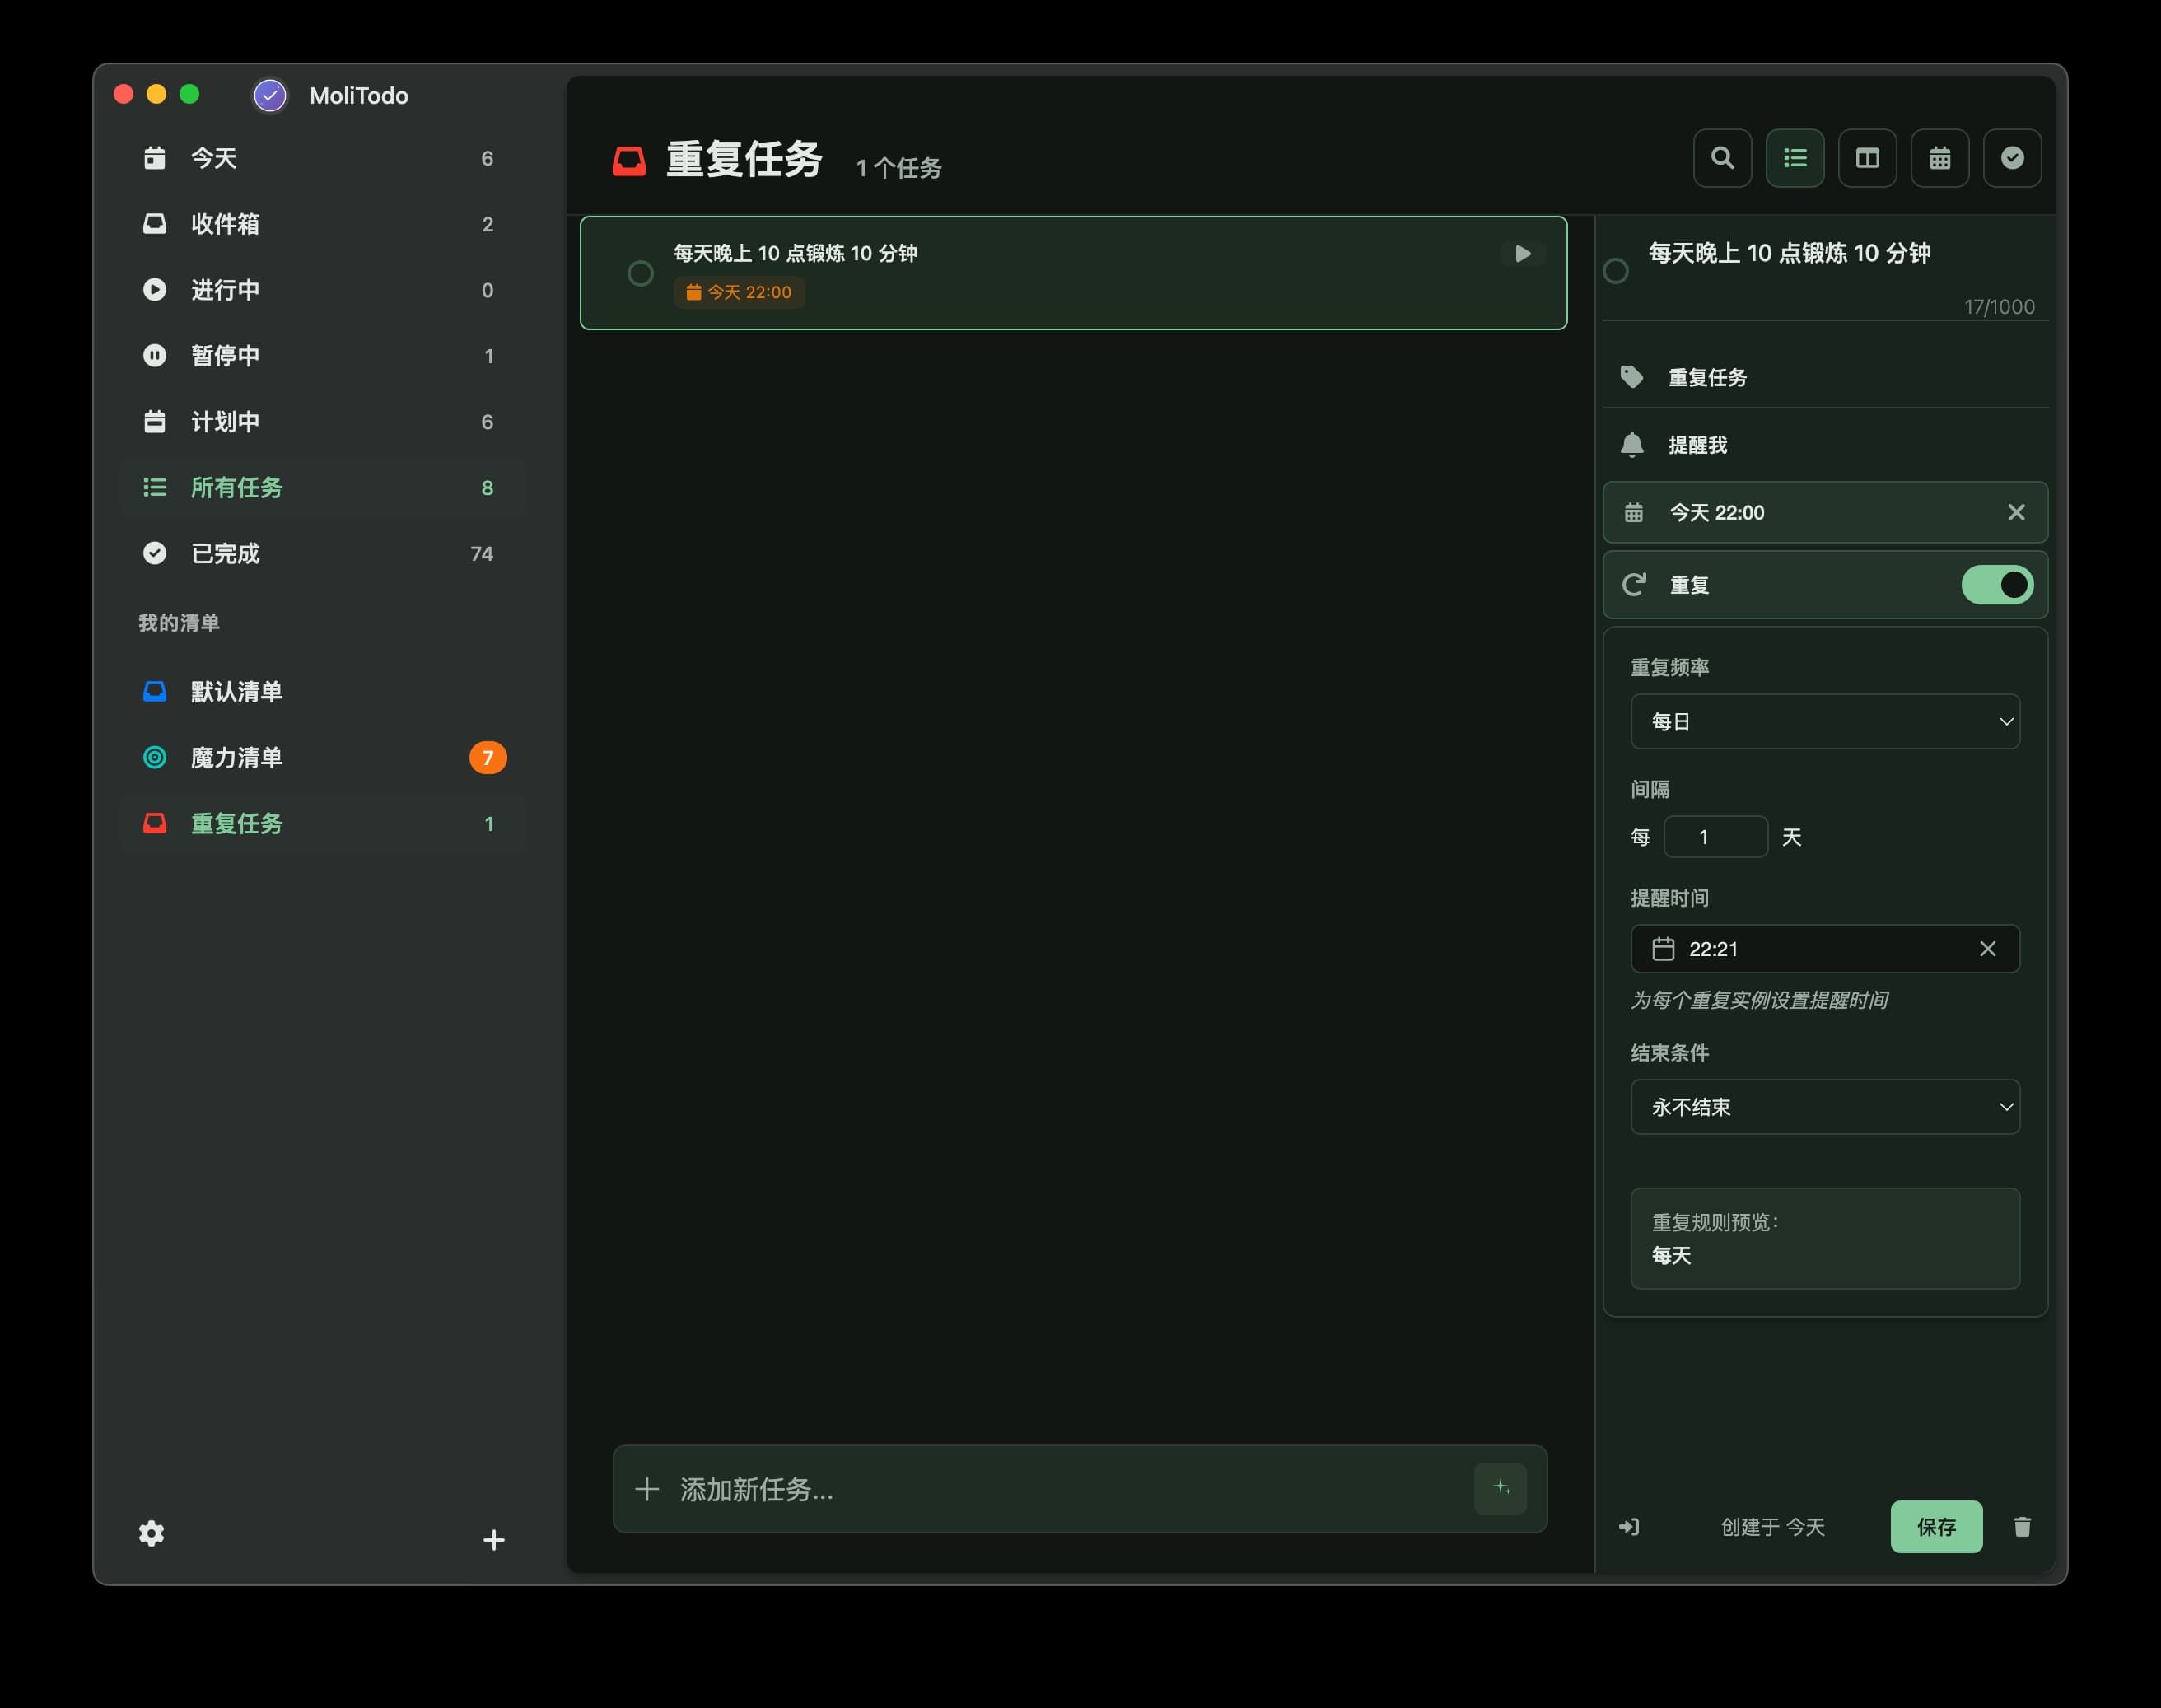 MoliTodo
今天 6
收件箱 2
进行中 0
暂停中 1
计划中 6
所有任务 8
已完成 74
我的清单
默认清单
魔力清单 7
重复任务 1
重复任务 1 个任务
每天晚上 10 点锻炼 10 分钟
今天 22:00
添加新任务...
每天晚上 10 点锻炼 10 分钟
17/1000
重复任务
提醒我
今天 22:00
重复
重复频率
每日
间隔
每 1 天
提醒时间
22:21
为每个重复实例设置提醒时间
结束条件
永不结束
重复规则预览：
每天
创建于 今天 保存